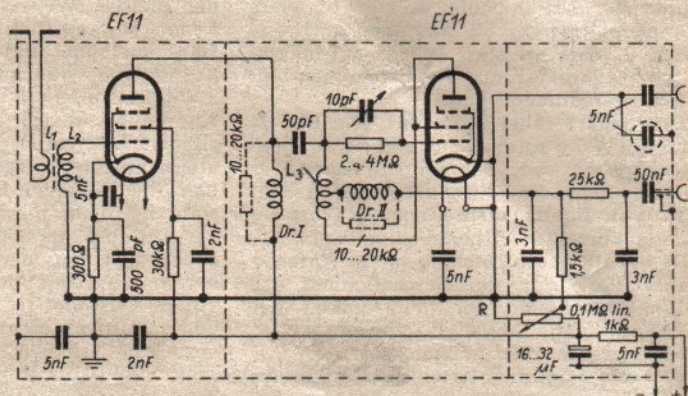 EF11
EF11
L1
L2
5nF
300Ω
500 pF
30kΩ
2nF
5nF
2nF
10...20kΩ
Dr.I
50pF
10pF
2..4MΩ
L3
Dr.II
10...20kΩ
5nF
R
3nF
1,5kΩ
25kΩ
3nF
5nF
50nF
0,1MΩ lin.
1kΩ
16...32 µF
5nF
- +